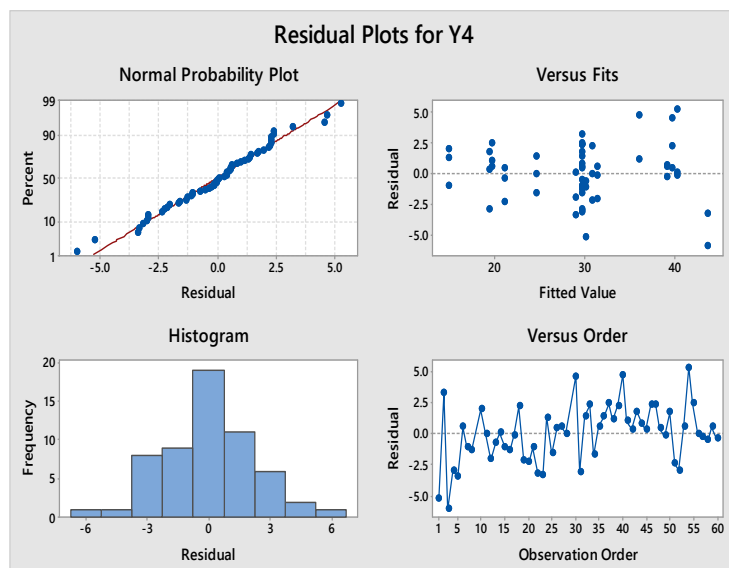 Residual Plots for Y4
Normal Probability Plot
99
90
50
10
1
Percent
-5.0 -2.5 0.0 2.5 5.0
Residual
Versus Fits
5.0
2.5
0.0
-2.5
-5.0
Residual
20 30 40
Fitted Value
Histogram
20
15
10
5
0
Frequency
-6 -3 0 3 6
Residual
Versus Order
5.0
2.5
0.0
-2.5
-5.0
Residual
1 5 10 15 20 25 30 35 40 45 50 55 60
Observation Order